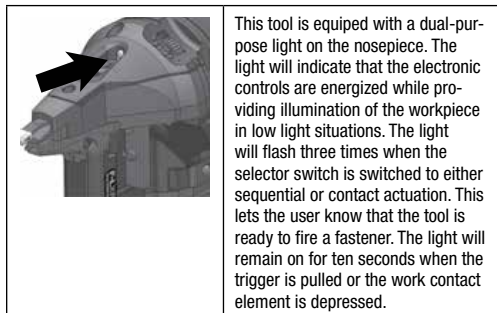 This tool is equiped with a dual-pur-
pose light on the nosepiece. The
light will indicate that the electronic
controls are energized while pro-
viding illumination of the workpiece
in low light situations. The light
will flash three times when the
selector switch is switched to either
sequential or contact actuation. This
lets the user know that the tool is
ready to fire a fastener. The light will
remain on for ten seconds when the
trigger is pulled or the work contact
element is depressed.